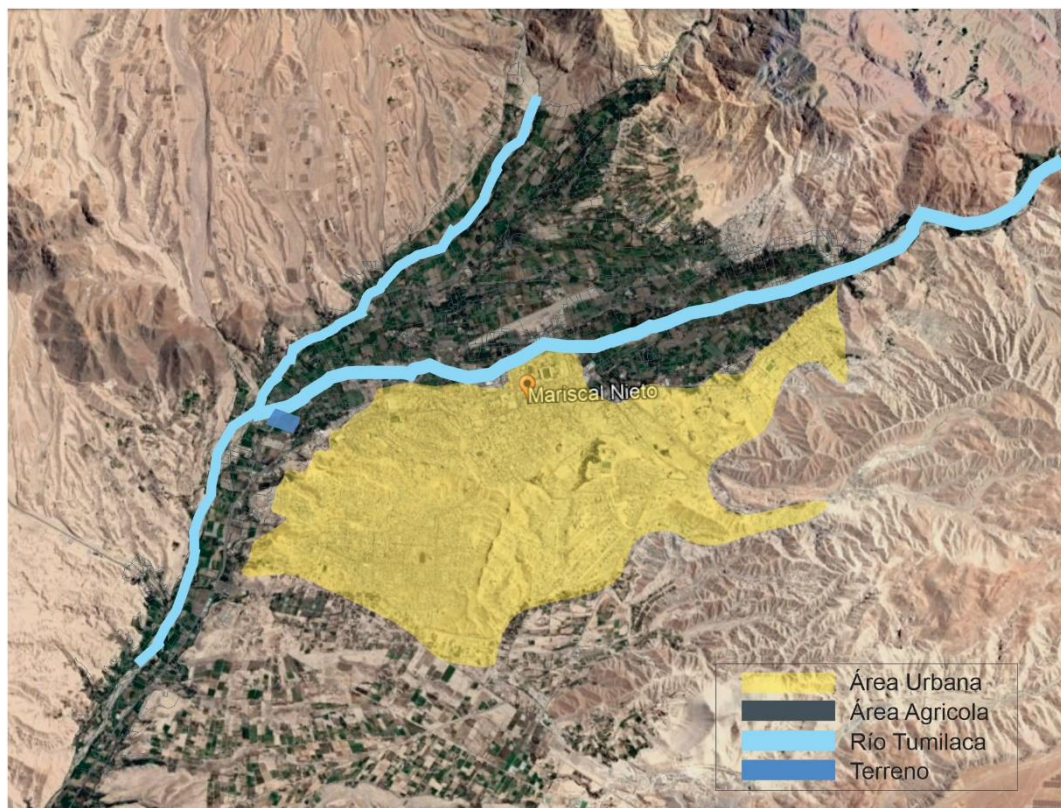 Mariscal Nieto
Área Urbana
Área Agricola
Río Tumilaca
Terreno